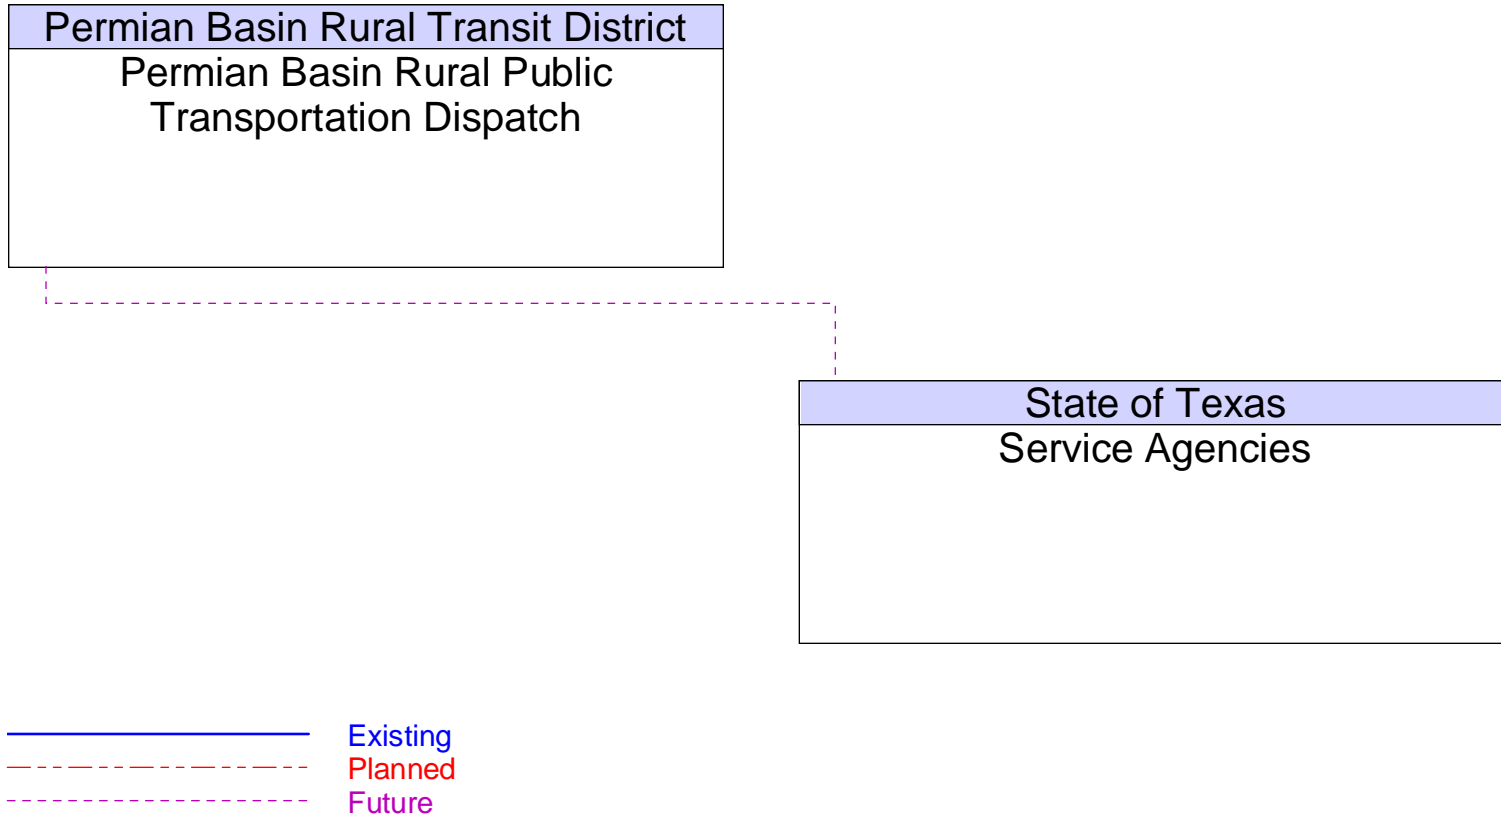 Permian Basin Rural Transit District
Permian Basin Rural Public
Transportation Dispatch
State of Texas
Service Agencies
Existing
Planned
Future